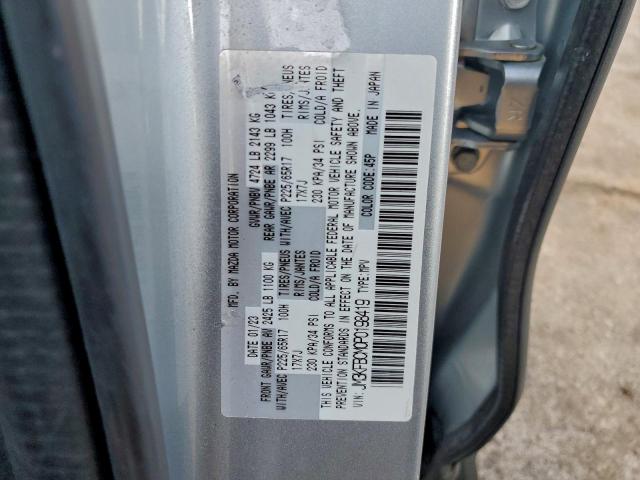 MFD. BY MAZDA MOTOR CORPORATION
DATE 01/23 GVWR/PNBV 4724 LB 2143 KG
FRONT GAWR/PNBE AV 2425 LB 1100 KG REAR GAWR/PNBE AR 2299 LB 1043 KG
WITH/AVEC P225/65R17 100H TIRES/PNEUS WITH/AVEC P225/65R17 100H TIRES/PNEUS
17X7J RIMS/JANTES 17X7J RIMS/JANTES
230 KPA/34 PSI COLD/A FROID 230 KPA/34 PSI COLD/A FROID
THIS VEHICLE CONFORMS TO ALL APPLICABLE FEDERAL MOTOR VEHICLE SAFETY AND THEFT
PREVENTION STANDARDS IN EFFECT ON THE DATE OF MANUFACTURE SHOWN ABOVE.
VIN: JM3KFBCM0P0198419 TYPE:MPV COLOR CODE:45P MADE IN JAPAN